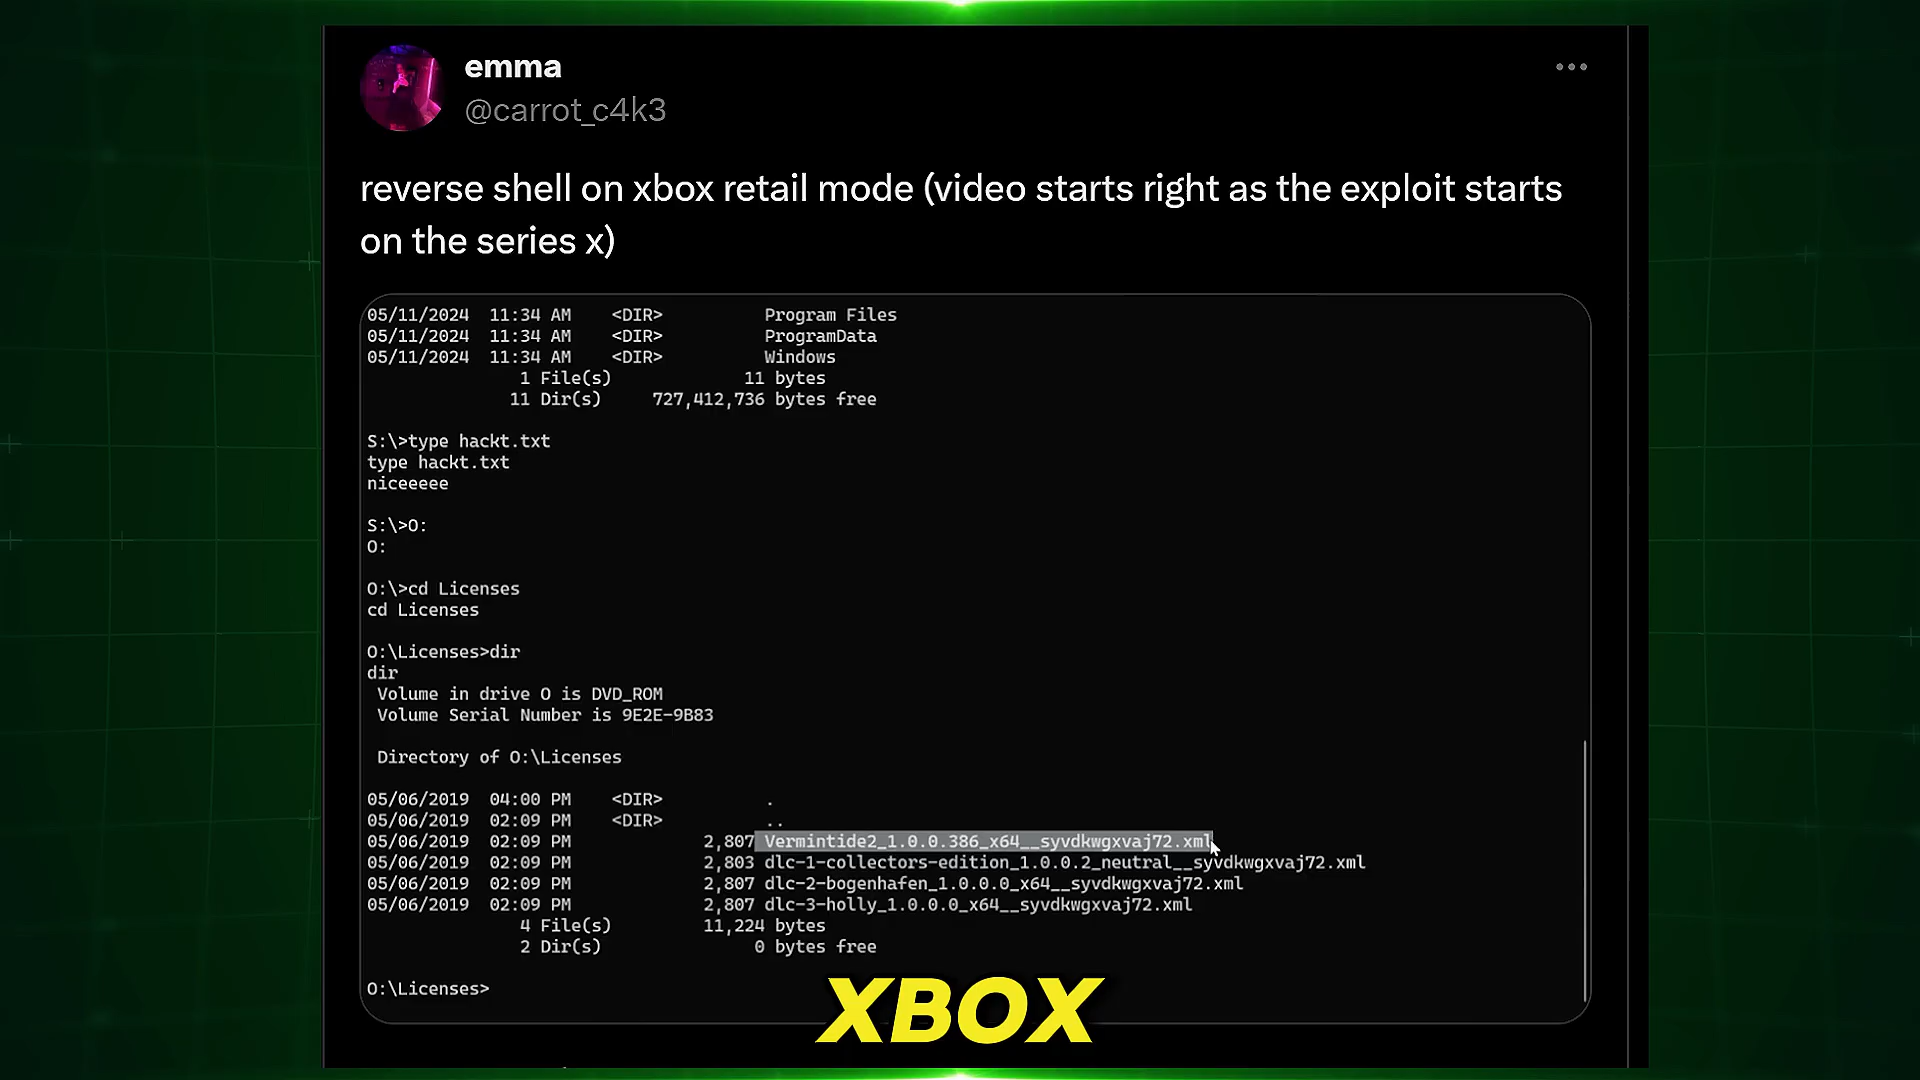 emma
@carrot_c4k3
reverse shell on xbox retail mode (video starts right as the exploit starts
on the series x)
05/11/2024  11:34 AM    <DIR>          Program Files
05/11/2024  11:34 AM    <DIR>          ProgramData
05/11/2024  11:34 AM    <DIR>          Windows
               1 File(s)             11 bytes
              11 Dir(s)     727,412,736 bytes free
S:\>type hackt.txt
type hackt.txt
niceeeee
S:\>O:
O:
O:\>cd Licenses
cd Licenses
O:\Licenses>dir
dir
 Volume in drive O is DVD_ROM
 Volume Serial Number is 9E2E-9B83
 Directory of O:\Licenses
05/06/2019  04:00 PM    <DIR>          .
05/06/2019  02:09 PM    <DIR>          ..
05/06/2019  02:09 PM             2,807 Vermintide2_1.0.0.386_x64__syvdkwgxvaj72.xml
05/06/2019  02:09 PM             2,803 dlc-1-collectors-edition_1.0.0.2_neutral__syvdkwgxvaj72.xml
05/06/2019  02:09 PM             2,807 dlc-2-bogenhafen_1.0.0.0_x64__syvdkwgxvaj72.xml
05/06/2019  02:09 PM             2,807 dlc-3-holly_1.0.0.0_x64__syvdkwgxvaj72.xml
               4 File(s)         11,224 bytes
               2 Dir(s)               0 bytes free
O:\Licenses>
XBOX